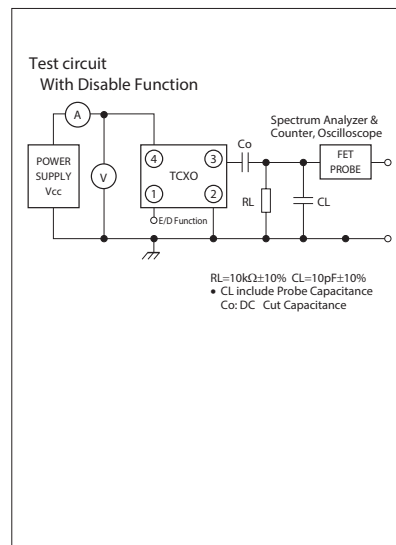 Test circuit
With Disable Function
A
Spectrum Analyzer &
Counter, Oscilloscope
Co
POWER
SUPPLY
Vcc
V
4
3
TCXO
1
2
E/D Function
FET
PROBE
RL
CL
RL=10kΩ±10% CL=10pF±10%
• CL include Probe Capacitance
Co: DC Cut Capacitance